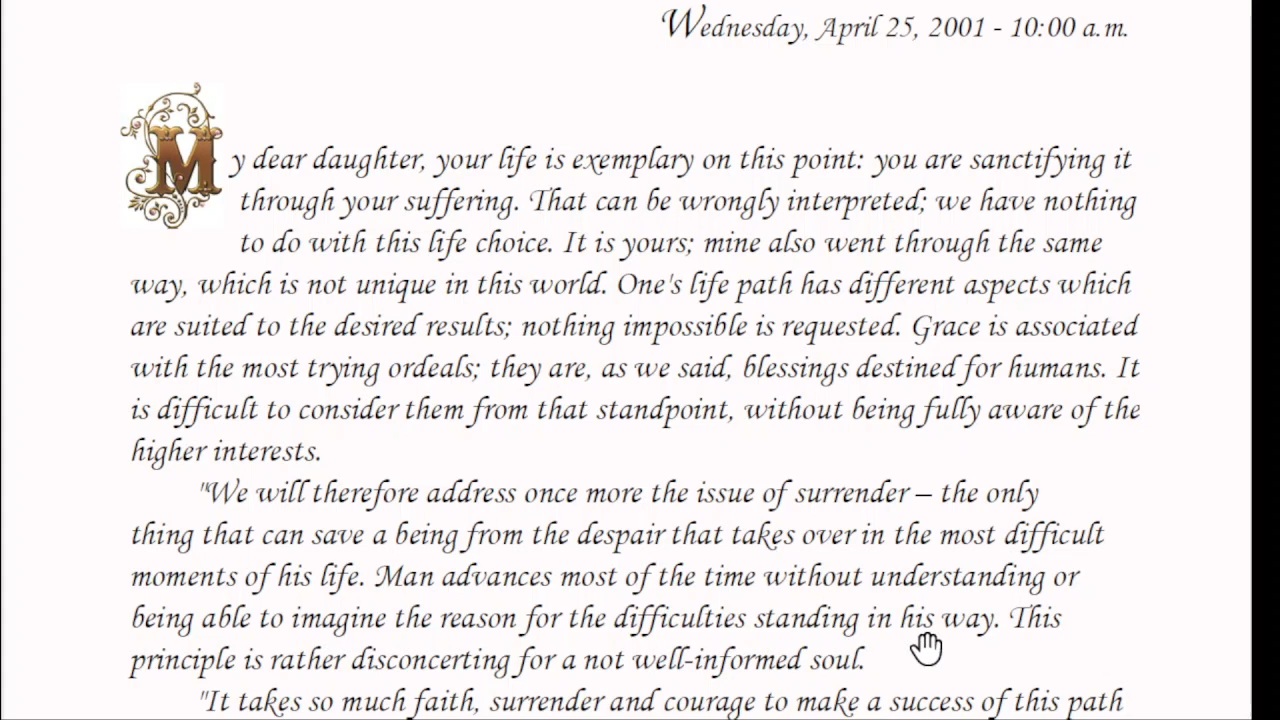 Wednesday, April 25, 2001 - 10:00 a.m.
My dear daughter, your life is exemplary on this point: you are sanctifying it
through your suffering. That can be wrongly interpreted; we have nothing
to do with this life choice. It is yours; mine also went through the same
way, which is not unique in this world. One's life path has different aspects which
are suited to the desired results; nothing impossible is requested. Grace is associated
with the most trying ordeals; they are, as we said, blessings destined for humans. It
is difficult to consider them from that standpoint, without being fully aware of the
higher interests.
"We will therefore address once more the issue of surrender – the only
thing that can save a being from the despair that takes over in the most difficult
moments of his life. Man advances most of the time without understanding or
being able to imagine the reason for the difficulties standing in his way. This
principle is rather disconcerting for a not well-informed soul.
"It takes so much faith, surrender and courage to make a success of this path